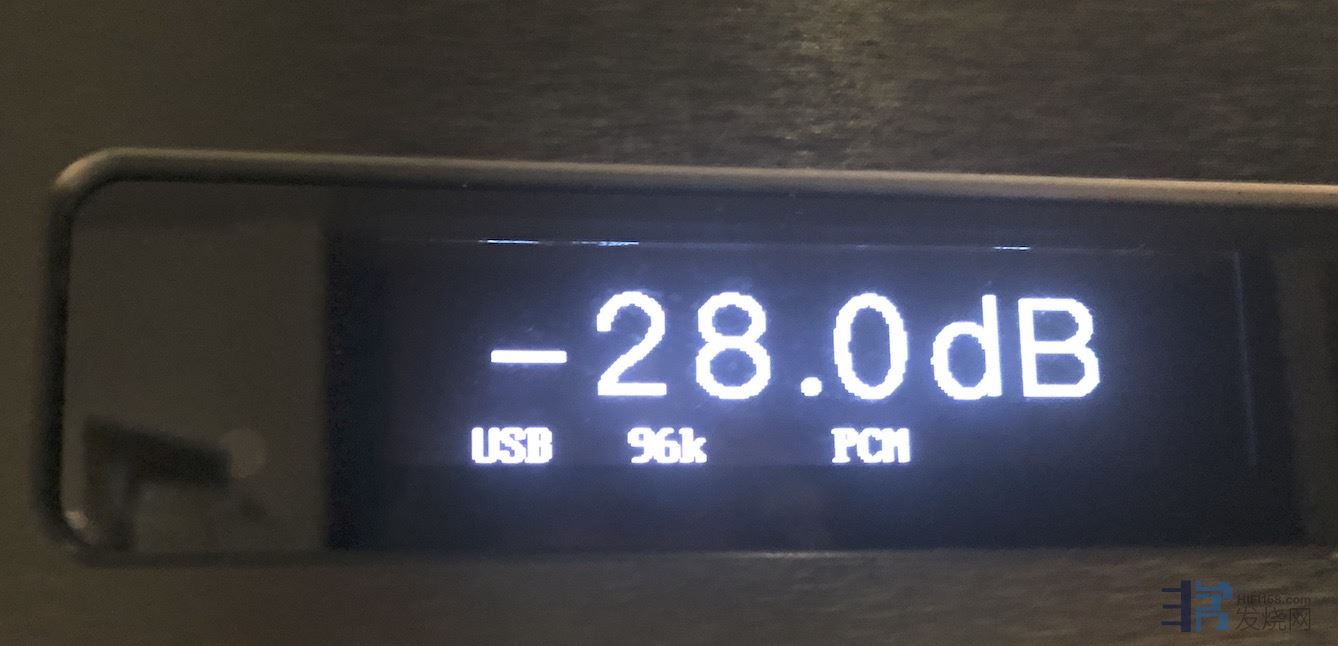 -28.0dB
USB 96k PCM
HIFI168.com
发烧网